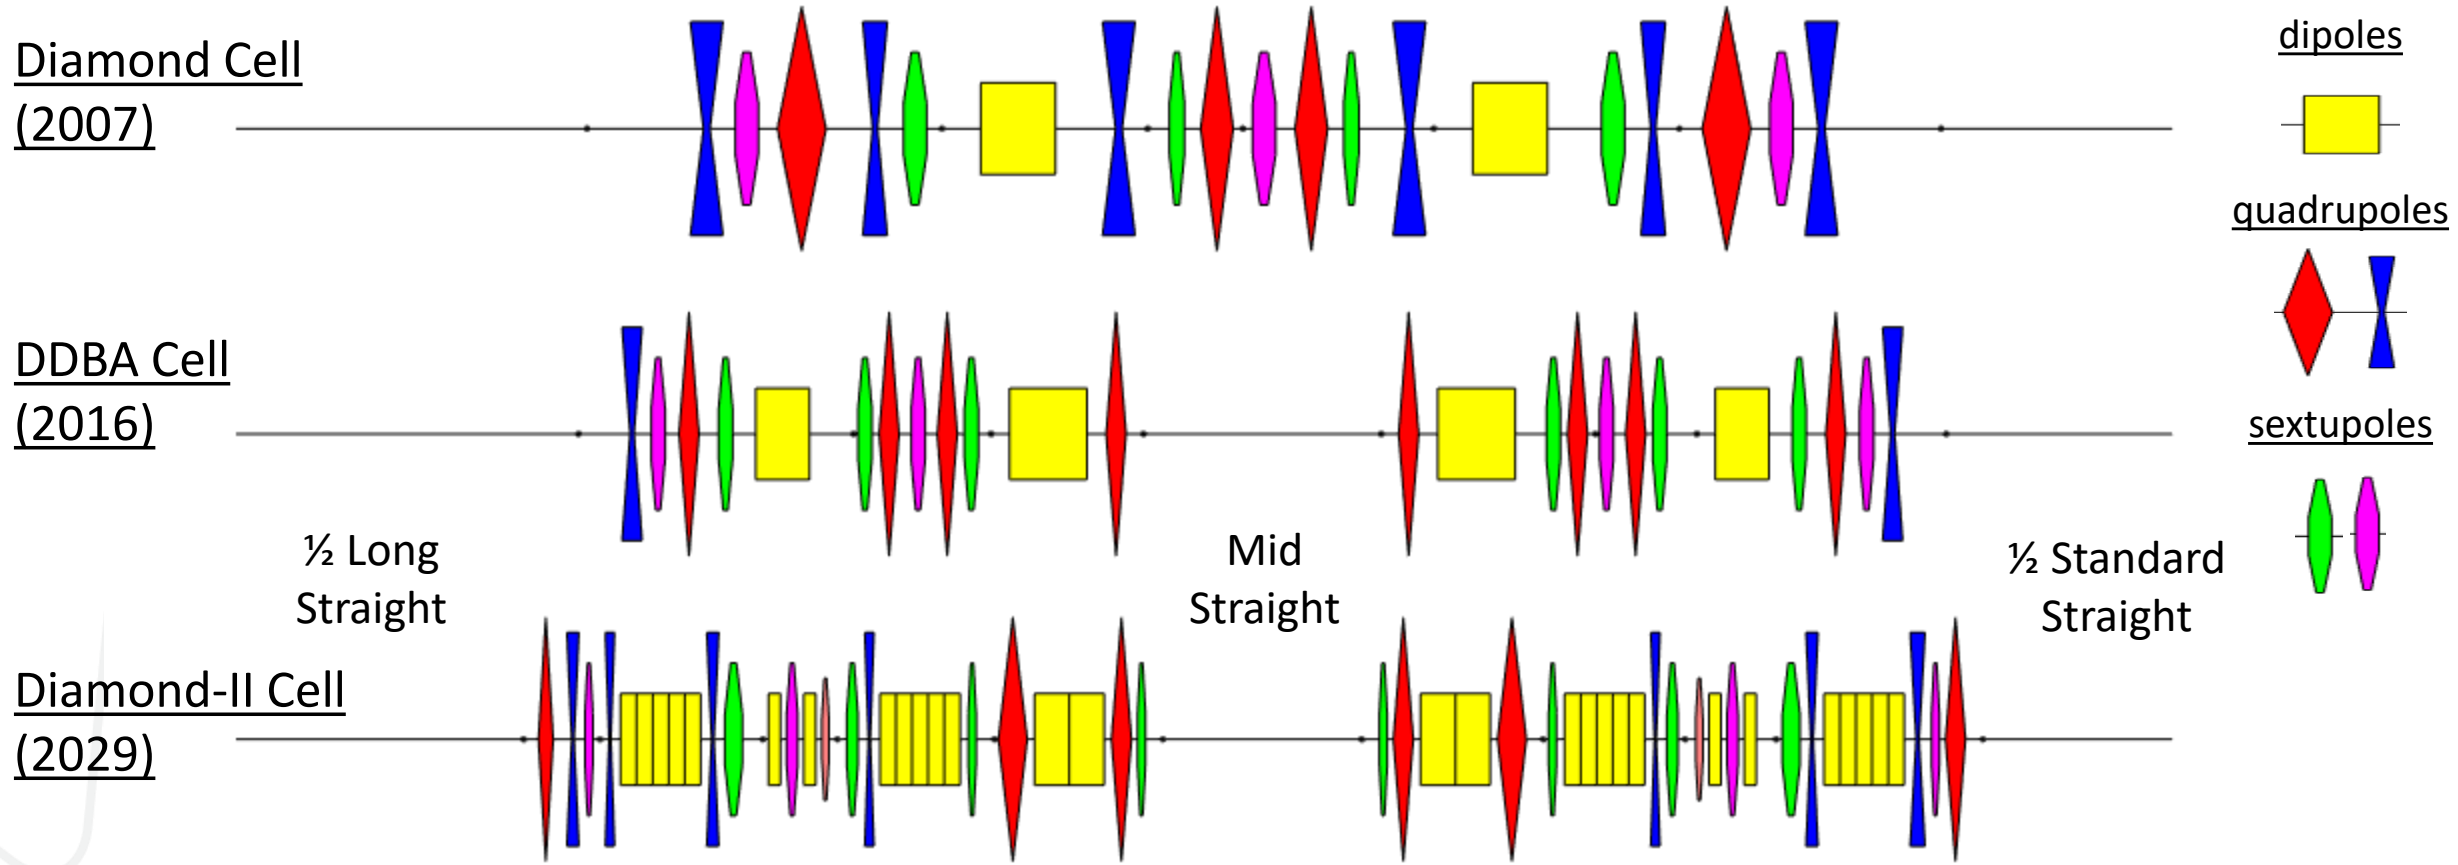 Diamond Cell
(2007)
dipoles
quadrupoles
DDBA Cell
(2016)
sextupoles
½ Long
Straight
Mid
Straight
½ Standard
Straight
Diamond-II Cell
(2029)